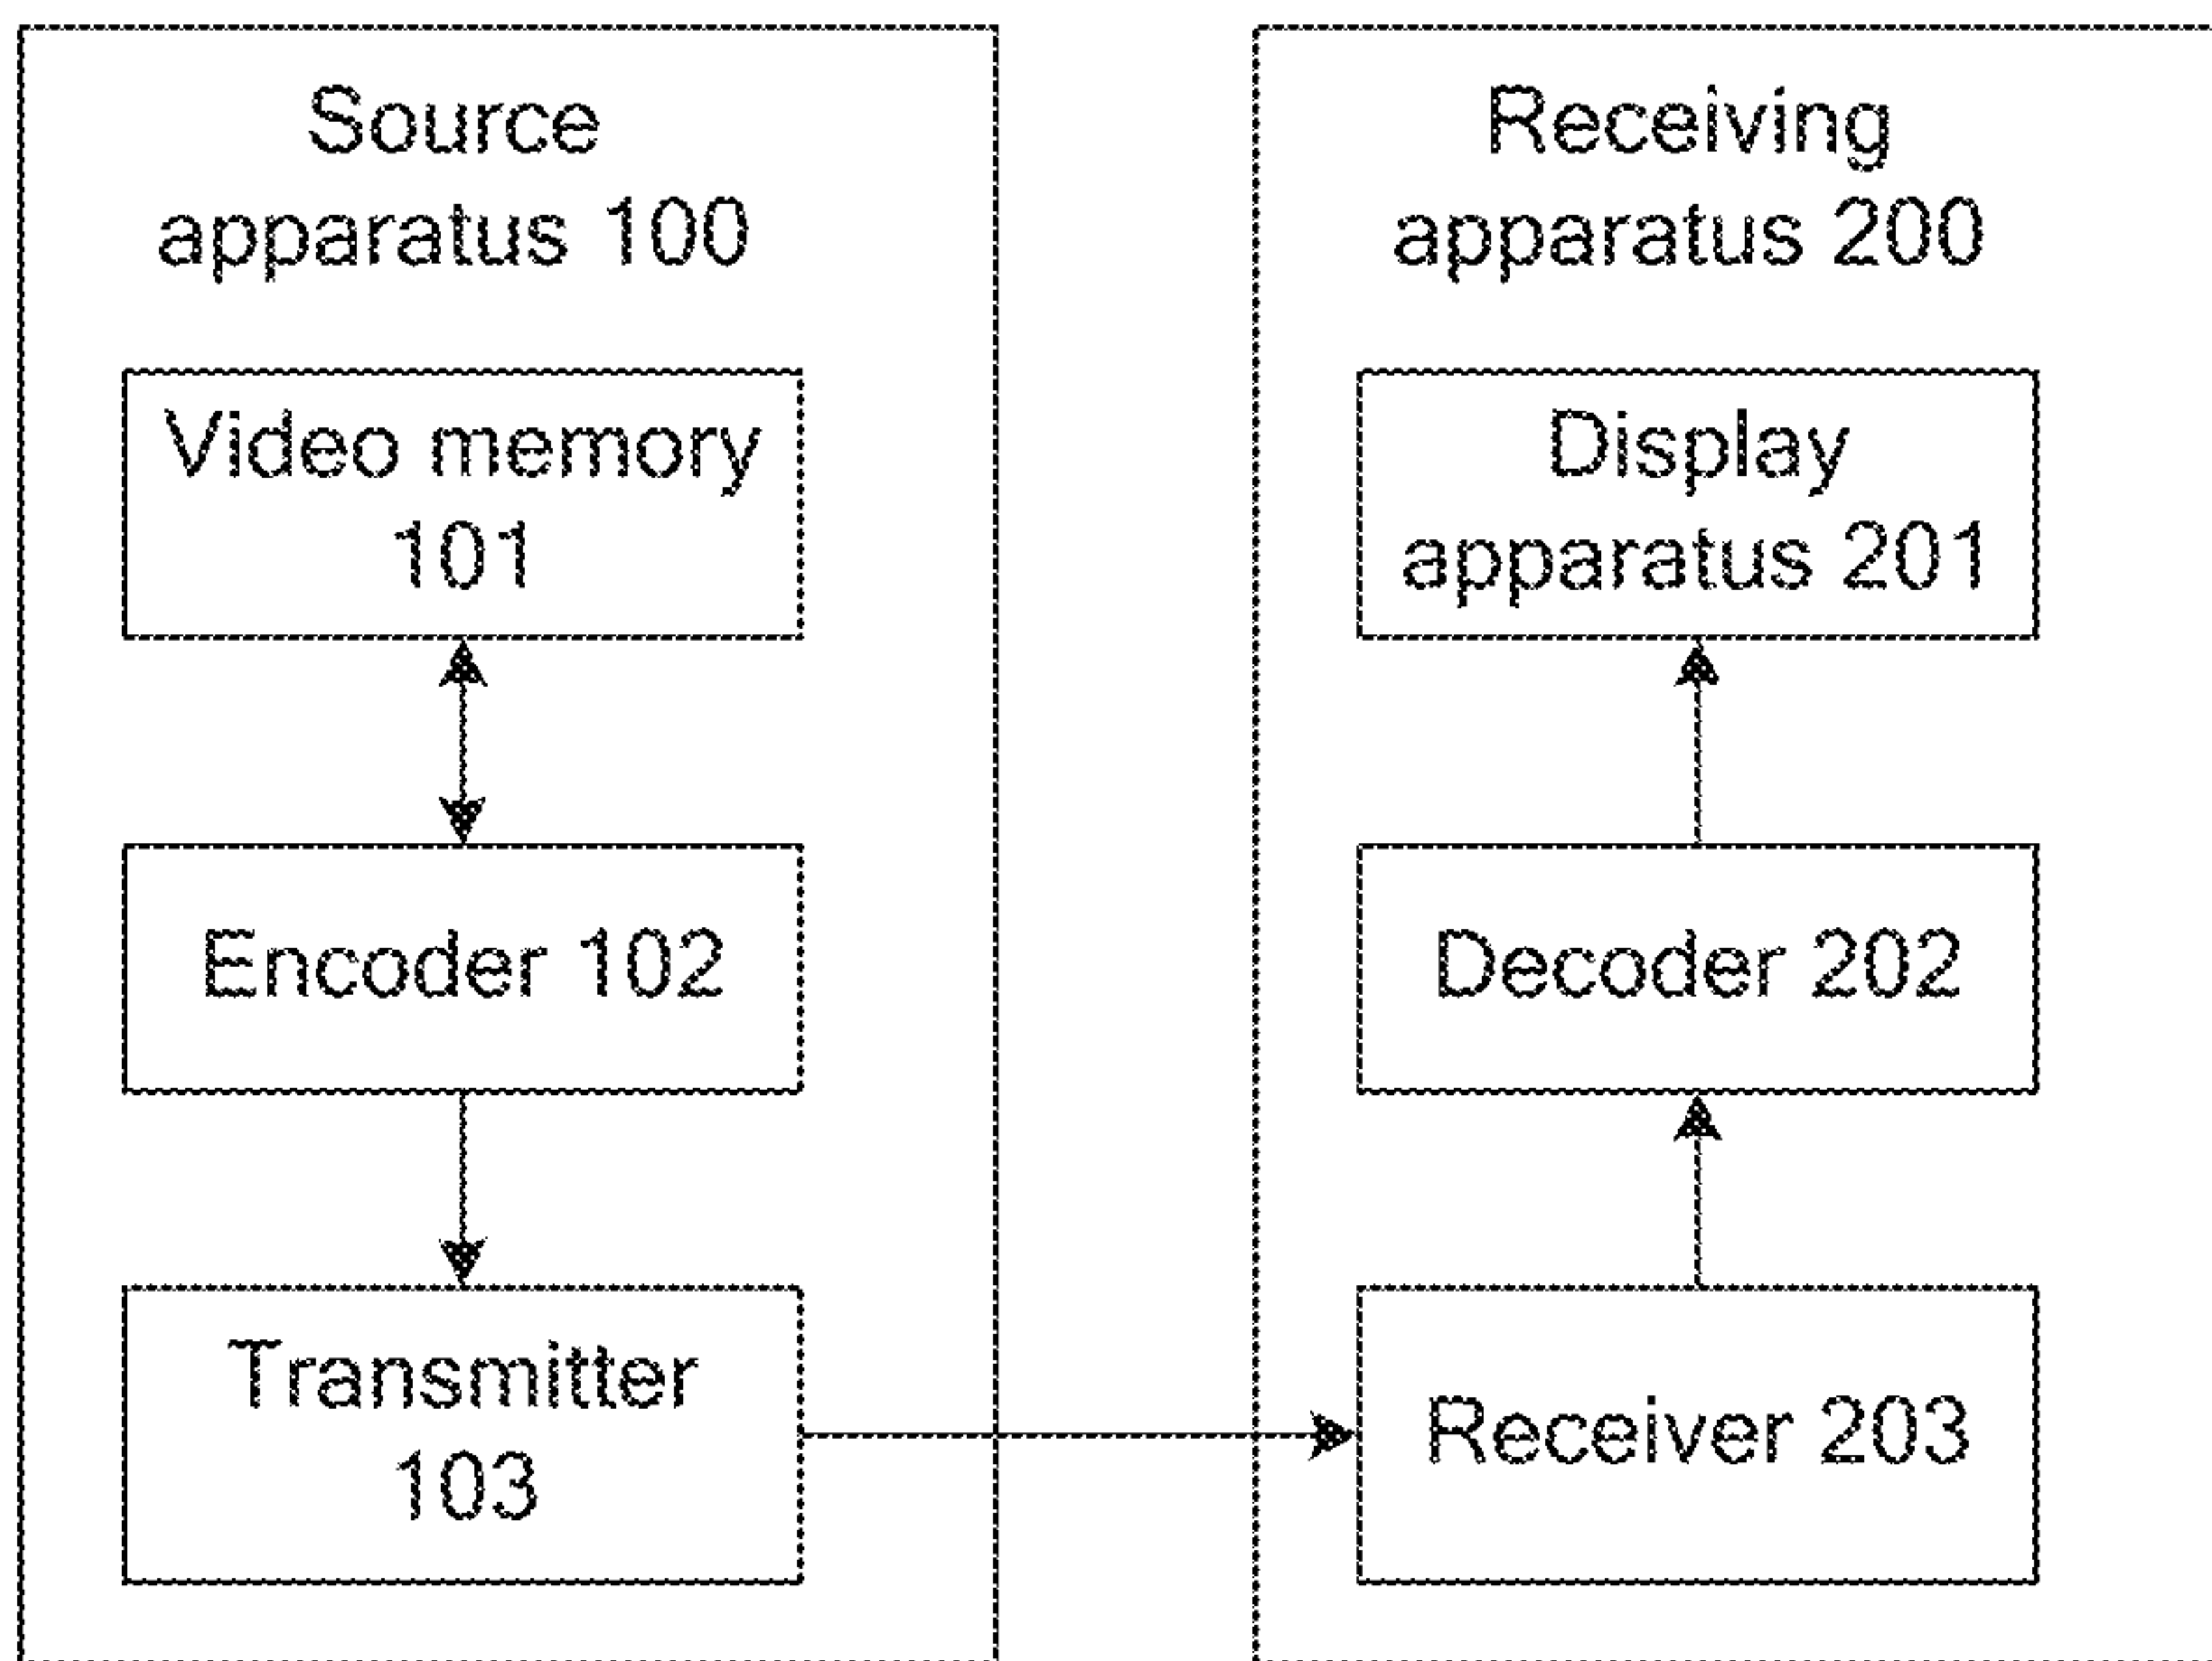 Source
apparatus 100
Video memory
101
Encoder 102
Transmitter
103
Receiving
apparatus 200
Display
apparatus 201
Decoder 202
Receiver 203